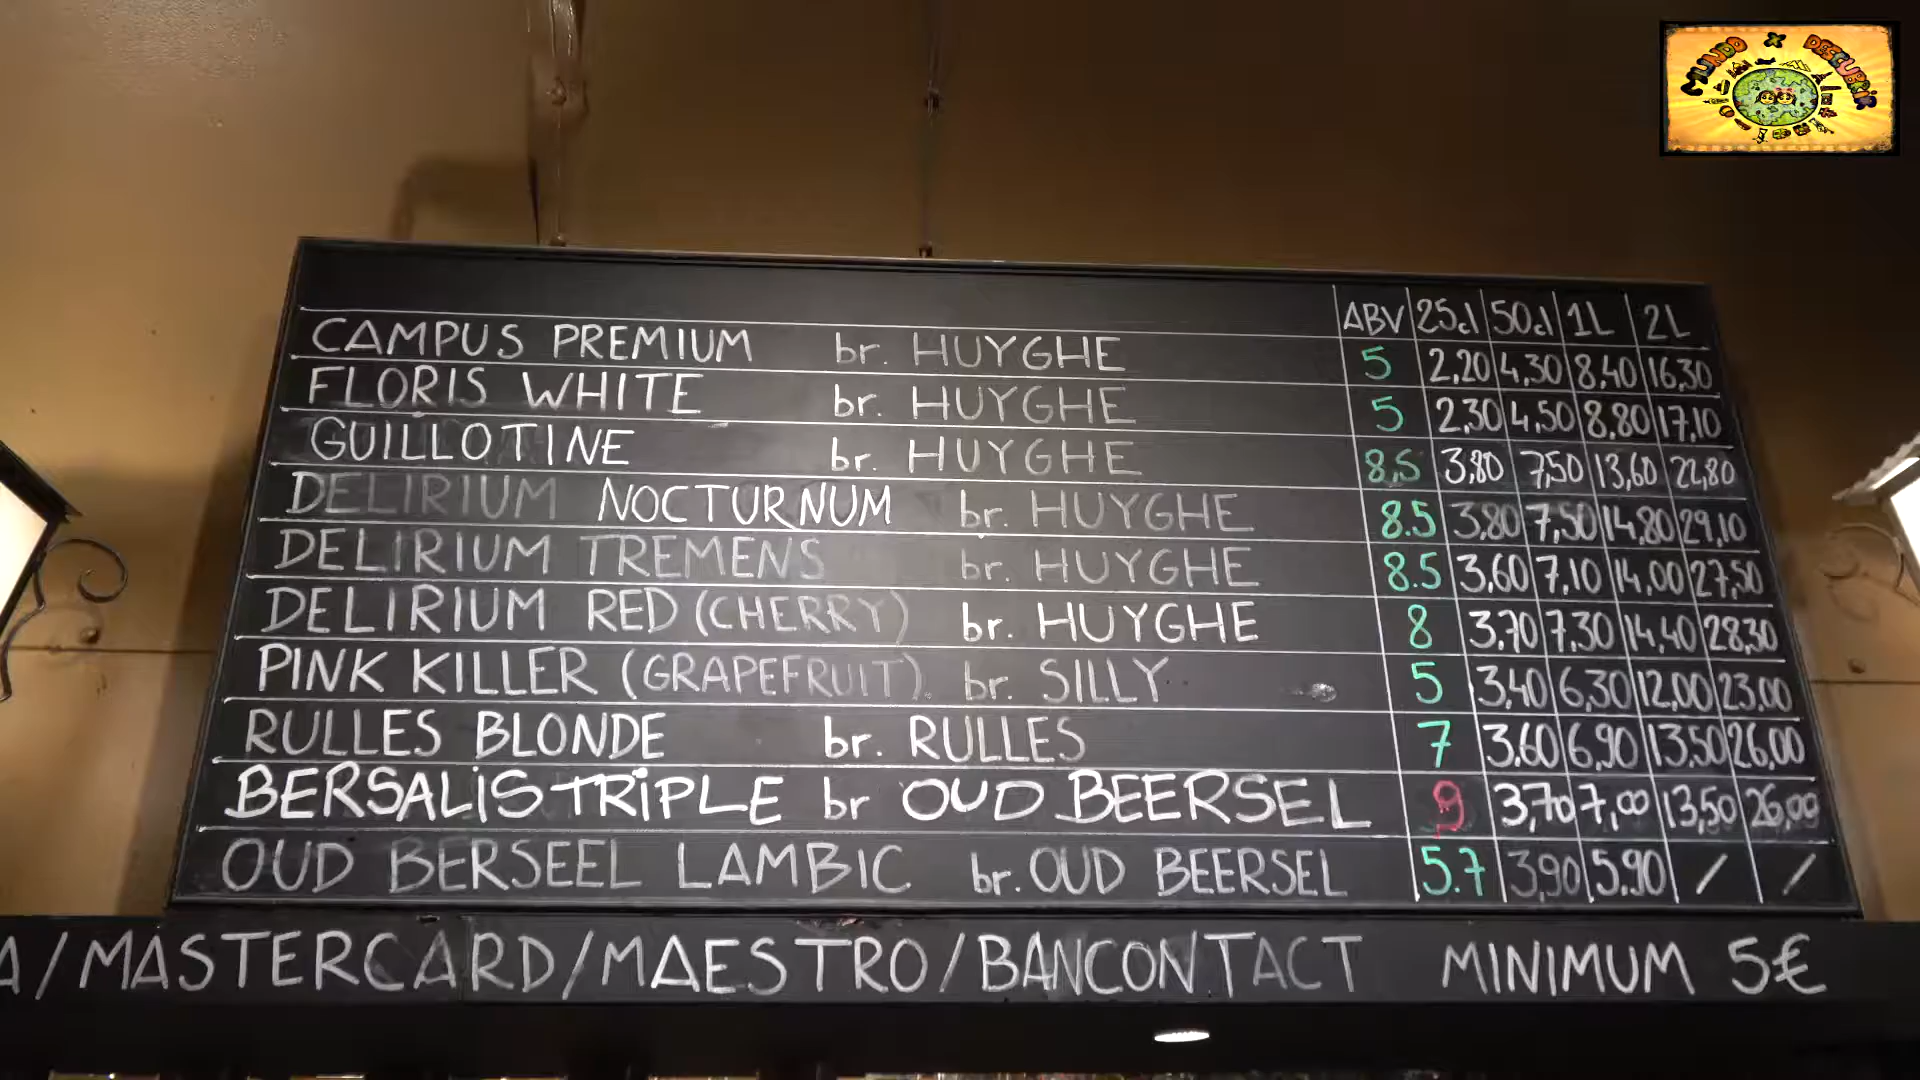 MUNDO X DESCUBRIR
ABV 25cl 50cl 1L 2L
CAMPUS PREMIUM br. HUYGHE 5 2,20 4,30 8,40 16,30
FLORIS WHITE br. HUYGHE 5 2,30 4,50 8,80 17,10
GUILLOTINE br. HUYGHE 8,5 3,80 7,50 13,60 22,80
DELIRIUM NOCTURNUM br. HUYGHE 8.5 3,80 7,50 14,80 29,10
DELIRIUM TREMENS br. HUYGHE 8.5 3,60 7,10 14,00 27,50
DELIRIUM RED (CHERRY) br. HUYGHE 8 3,70 7,30 14,40 28,30
PINK KILLER (GRAPEFRUIT) br. SILLY 5 3,40 6,30 12,00 23,00
RULLES BLONDE br. RULLES 7 3,60 6,90 13,50 26,00
BERSALIS TRIPLE br OUD BEERSEL 9 3,70 7,00 13,50 26,00
OUD BERSEEL LAMBIC br. OUD BEERSEL 5.7 3,90 5,90 / /
A/MASTERCARD/MAESTRO/BANCONTACT MINIMUM 5€